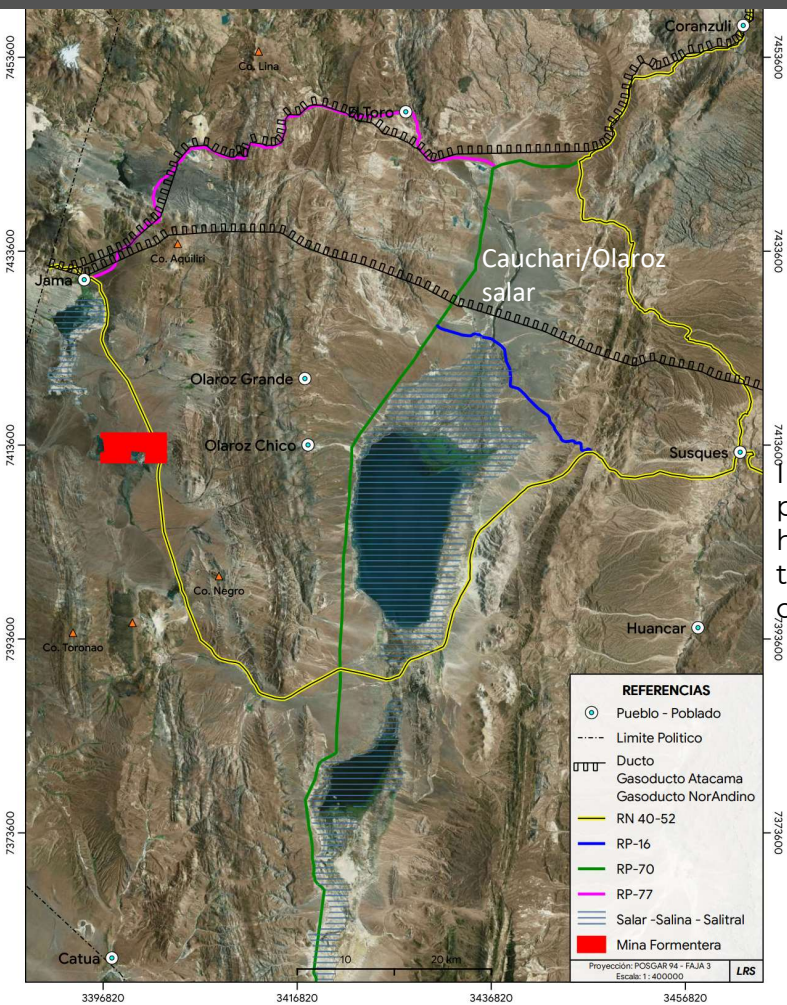 Coranzuli
7453600
7453600
Co. Lina
El Toro
7433600
7433600
Co. Aquiliri
Cauchari/Olaroz
salar
Jama
Olaroz Grande
7413600
7413600
Olaroz Chico
Susques
p
h
t
Co. Negro
7393600
7393600
Huancar
Co. Toronao
REFERENCIAS
Pueblo - Poblado
Limite Politico
Ducto
Gasoducto Atacama
Gasoducto NorAndino
RN 40-52
7373600
7373600
RP-16
RP-70
RP-77
Salar -Salina - Salitral
Mina Formentera
Catua
10
20 km
Proyección: POSGAR 94 - FAJA 3
Escala: 1 : 400000
LRS
3396820
3416820
3436820
3456820